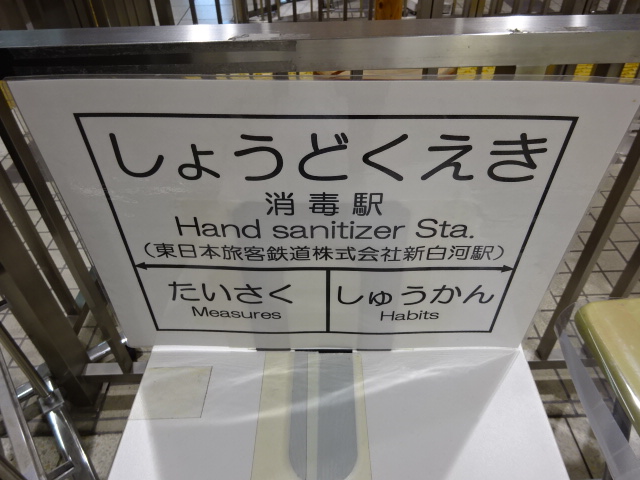 しょうどくえき
消毒駅
Hand sanitizer Sta.
（東日本旅客鉄道株式会社新白河駅）
たいさく しゅうかん
Measures Habits